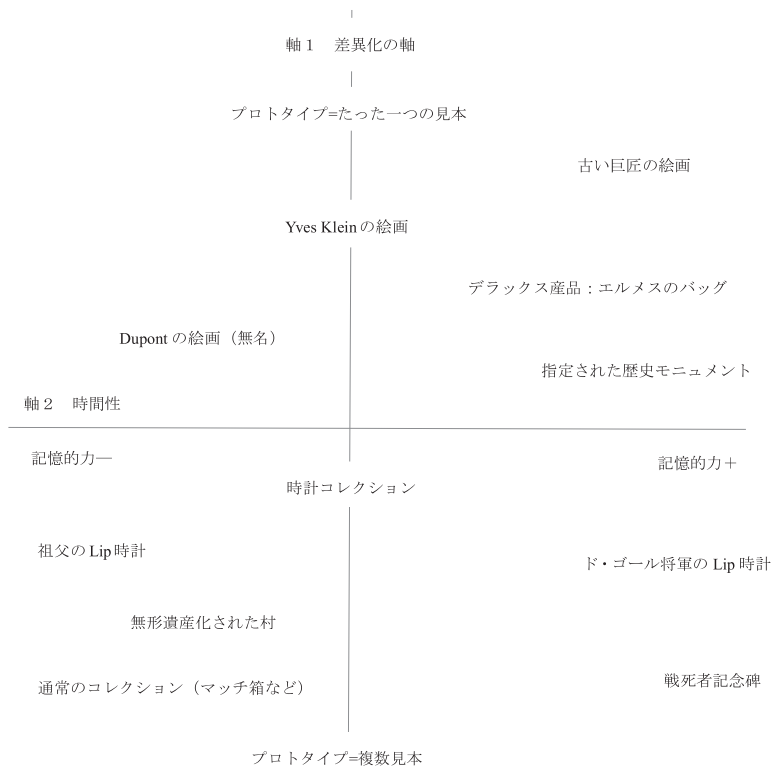 軸１　差異化の軸
プロトタイプ=たった一つの見本
古い巨匠の絵画
Yves Kleinの絵画
デラックス産品：エルメスのバッグ
Dupont の絵画（無名）
指定された歴史モニュメント
軸２　時間性
記憶的力―
記憶的力＋
時計コレクション
祖父の Lip 時計
ド・ゴール将軍の Lip 時計
無形遺産化された村
戦死者記念碑
通常のコレクション（マッチ箱など）
プロトタイプ=複数見本